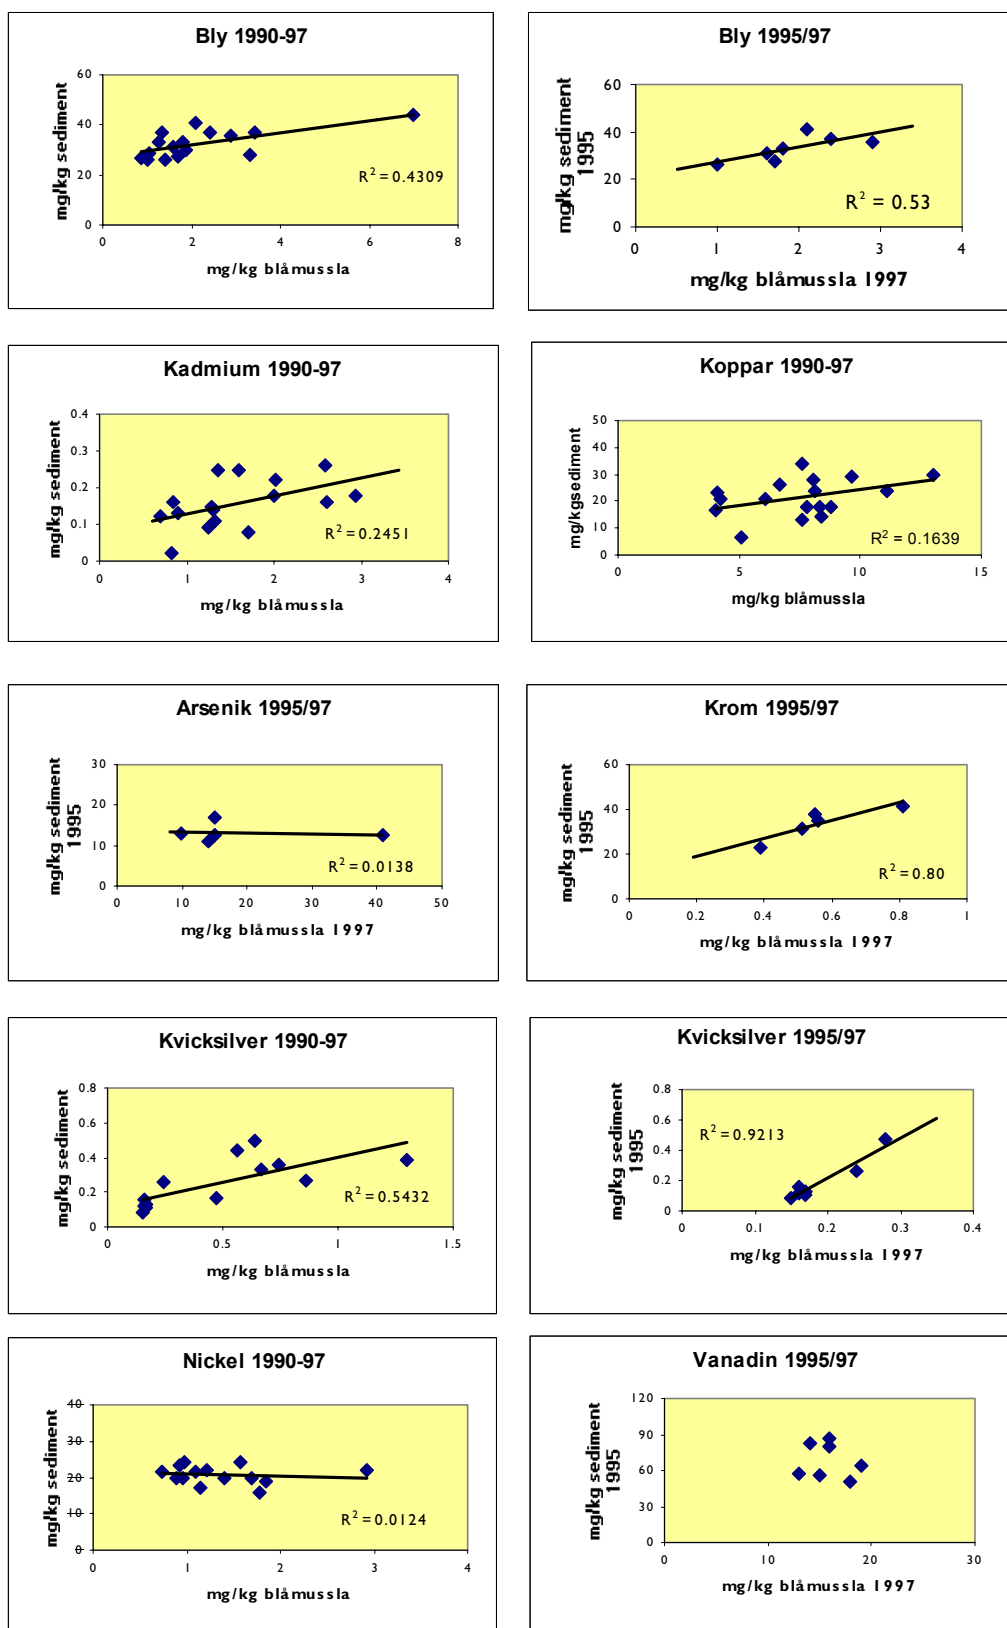 Bly 1990-97
mg/kg sediment
60
40
20
0
0 2 4 6 8
R² = 0.4309
mg/kg blåmussla
Bly 1995/97
mg/kg sediment
1995
60
40
20
0
0 1 2 3 4
R² = 0.53
mg/kg blåmussla 1997
Kadmium 1990-97
mg/kg sediment
0.4
0.3
0.2
0.1
0
0 1 2 3 4
R² = 0.2451
mg/kg blåmussla
Koppar 1990-97
mg/kgsediment
50
40
30
20
10
0
0 5 10 15
R² = 0.1639
mg/kg blåmussla
Arsenik 1995/97
mg/kg sediment
1995
30
20
10
0
0 10 20 30 40 50
R² = 0.0138
mg/kg blåmussla 1997
Krom 1995/97
mg/kg sediment
1995
60
40
20
0
0 0.2 0.4 0.6 0.8 1
R² = 0.80
mg/kg blåmussla 1997
Kvicksilver 1990-97
mg/kg sediment
0.8
0.6
0.4
0.2
0
0 0.5 1 1.5
R² = 0.5432
mg/kg blåmussla
Kvicksilver 1995/97
mg/kg sediment
1995
0.8
0.6
0.4
0.2
0
0 0.1 0.2 0.3 0.4
R² = 0.9213
mg/kg blåmussla 1997
Nickel 1990-97
mg/kg sediment
40
30
20
10
0
0 1 2 3 4
R² = 0.0124
mg/kg blåmussla
Vanadin 1995/97
mg/kg sediment
1995
120
90
60
30
0
0 10 20 30
mg/kg blåmussla 1997